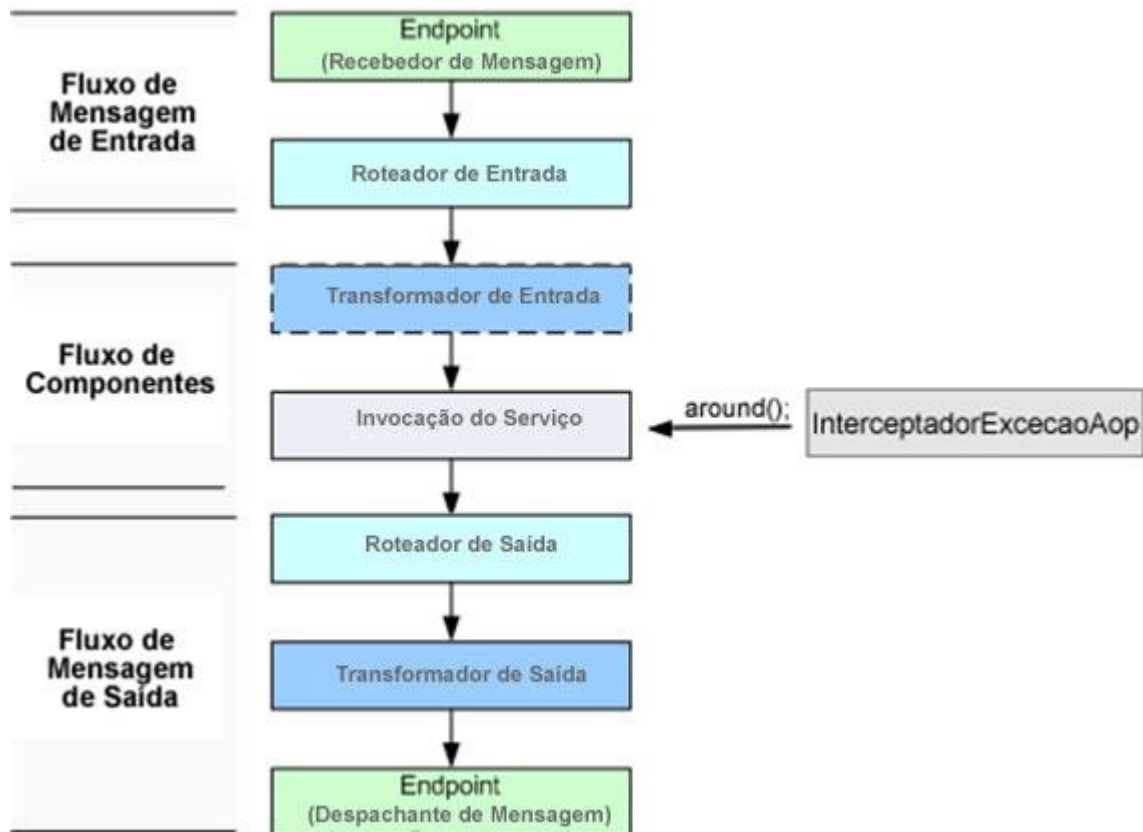 Endpoint
(Recebedor de Mensagem)
Fluxo de
Mensagem
de Entrada
Roteador de Entrada
Transformador de Entrada
Fluxo de
Componentes
Invocação do Serviço
around();
InterceptadorExcecaoAop
Roteador de Saída
Fluxo de
Mensagem
de Saída
Transformador de Saída
Endpoint
(Despachante de Mensagem)